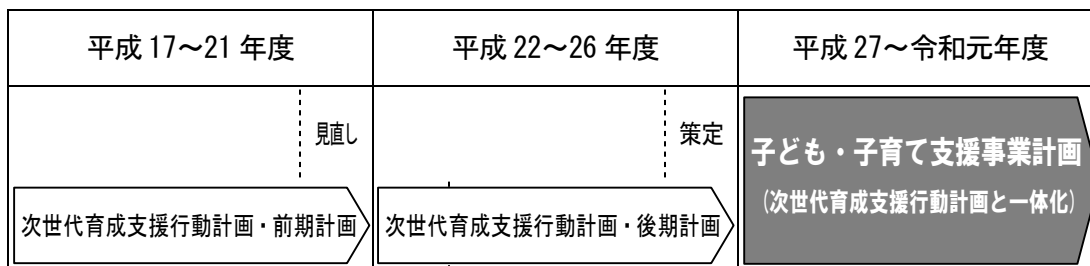 平成 17～21 年度
平成 22～26 年度
平成 27～令和元年度
見直し
策定
子ども・子育て支援事業計画
(次世代育成支援行動計画と一体化)
次世代育成支援行動計画・前期計画
次世代育成支援行動計画・後期計画